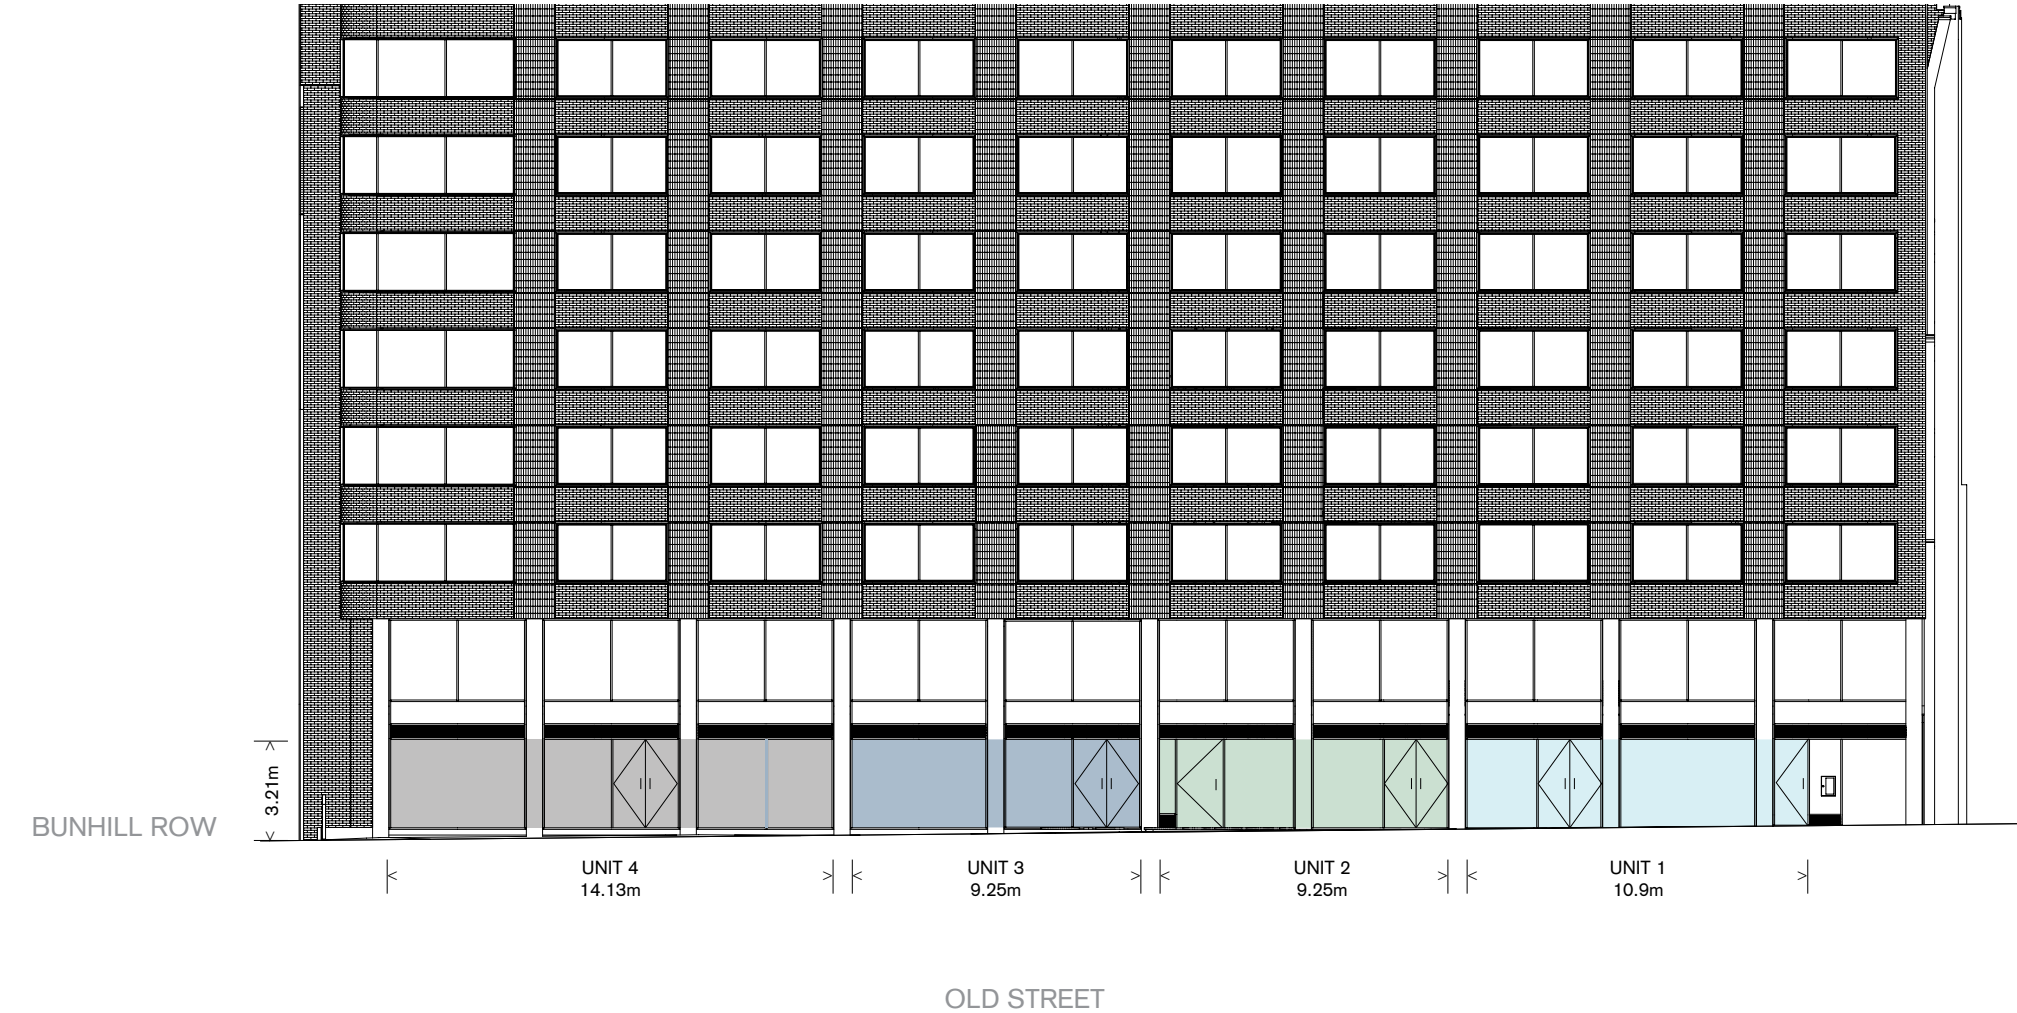 3.21m
BUNHILL ROW
UNIT 4
14.13m
UNIT 3
9.25m
UNIT 2
9.25m
UNIT 1
10.9m
OLD STREET